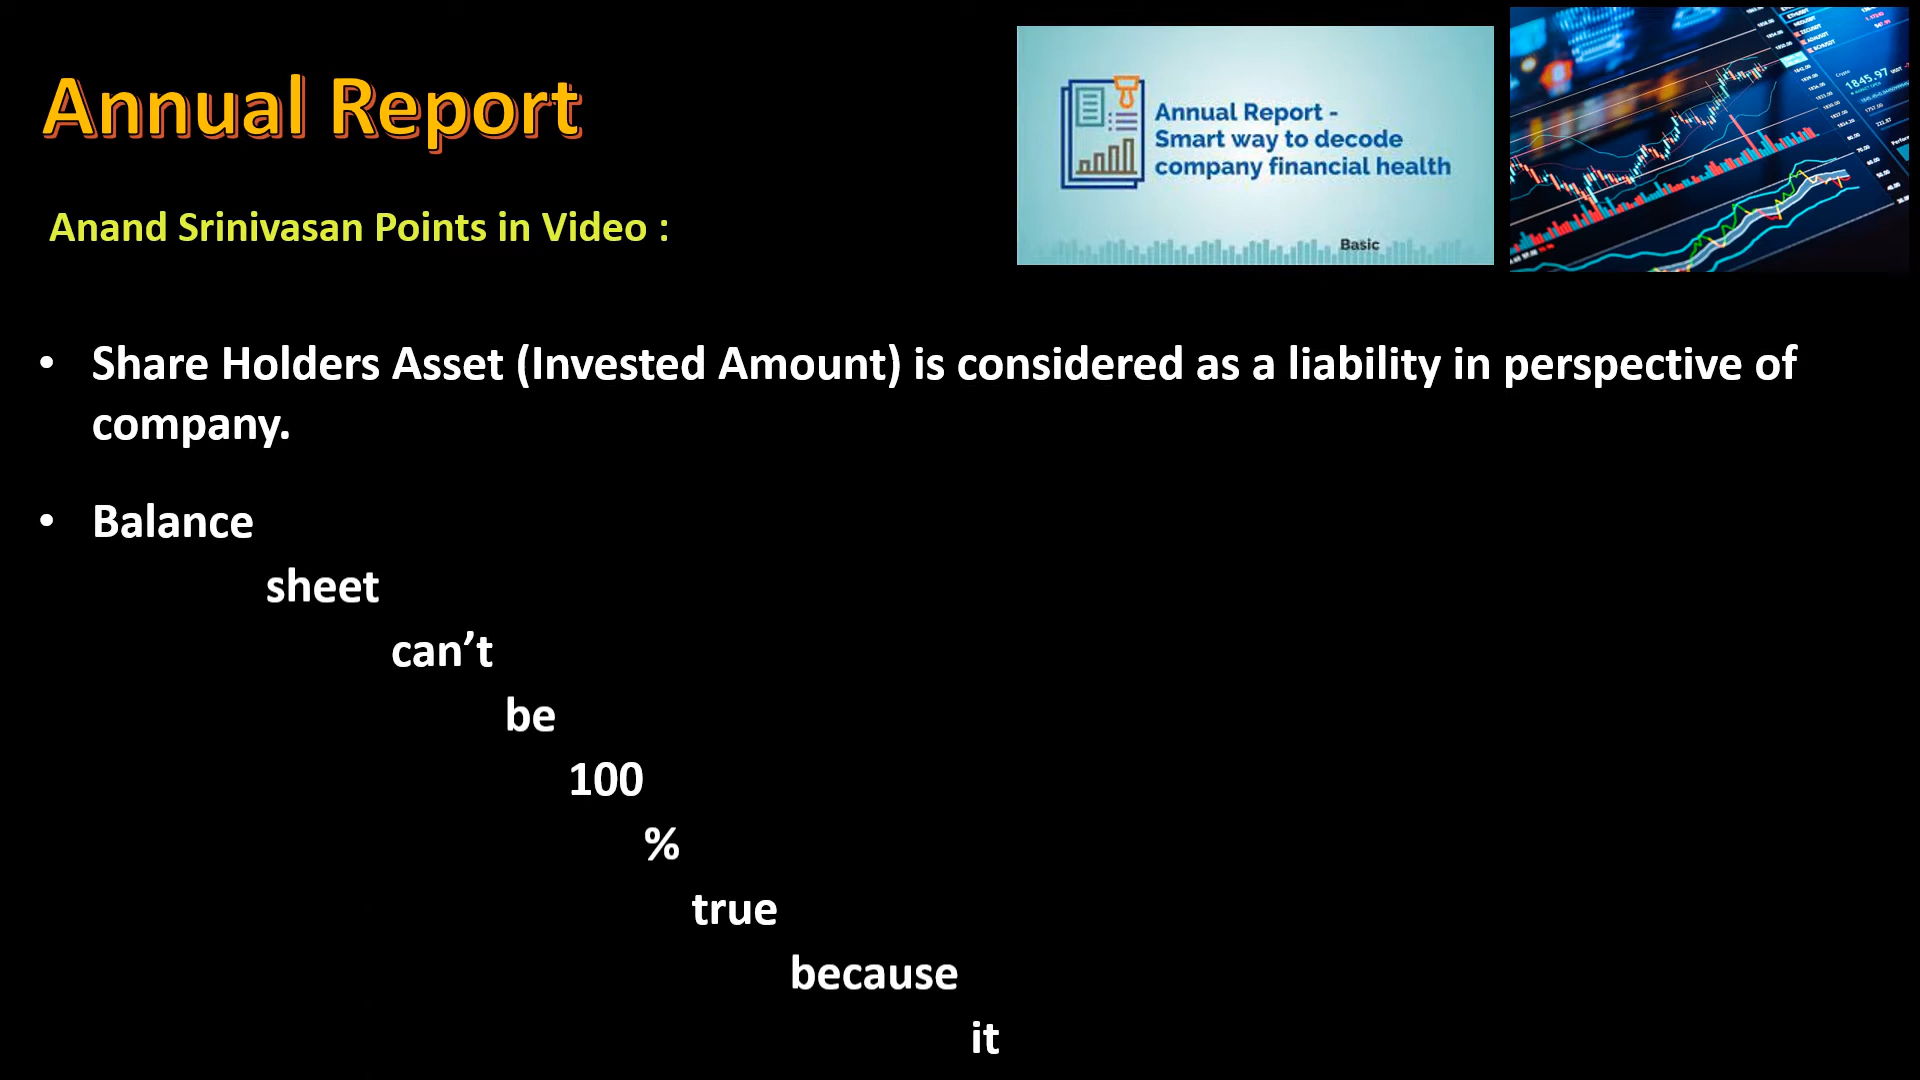 Annual Report
Anand Srinivasan Points in Video :
Annual Report -
Smart way to decode
company financial health
Basic
1845.97
• Share Holders Asset (Invested Amount) is considered as a liability in perspective of
company.
• Balance
sheet
can’t
be
100
%
true
because
it